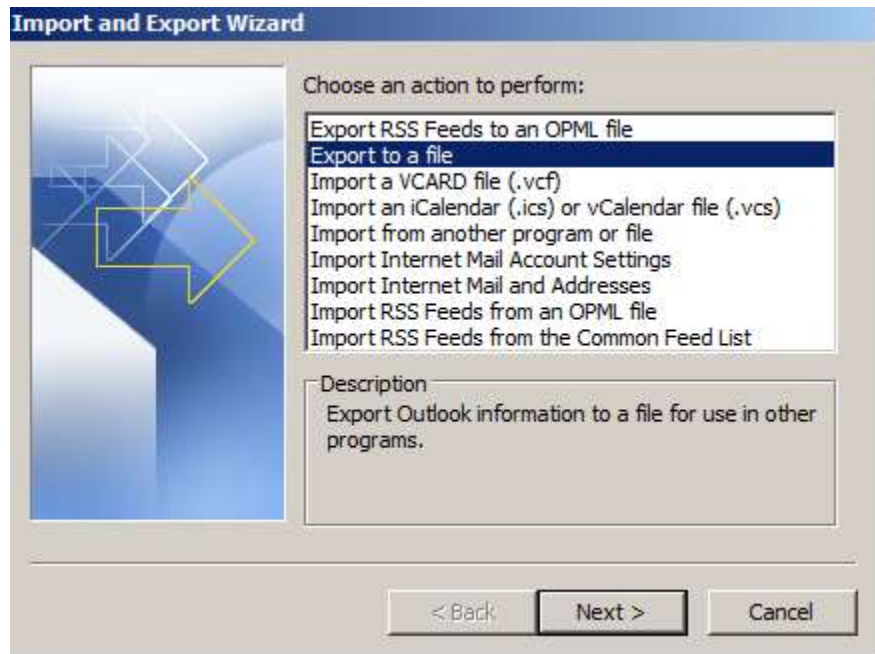 Import and Export Wizard
Choose an action to perform:
Export RSS Feeds to an OPML file
Export to a file
Import a VCARD file (.vcf)
Import an iCalendar (.ics) or vCalendar file (.vcs)
Import from another program or file
Import Internet Mail Account Settings
Import Internet Mail and Addresses
Import RSS Feeds from an OPML file
Import RSS Feeds from the Common Feed List
Description
Export Outlook information to a file for use in other
programs.
< Back Next > Cancel